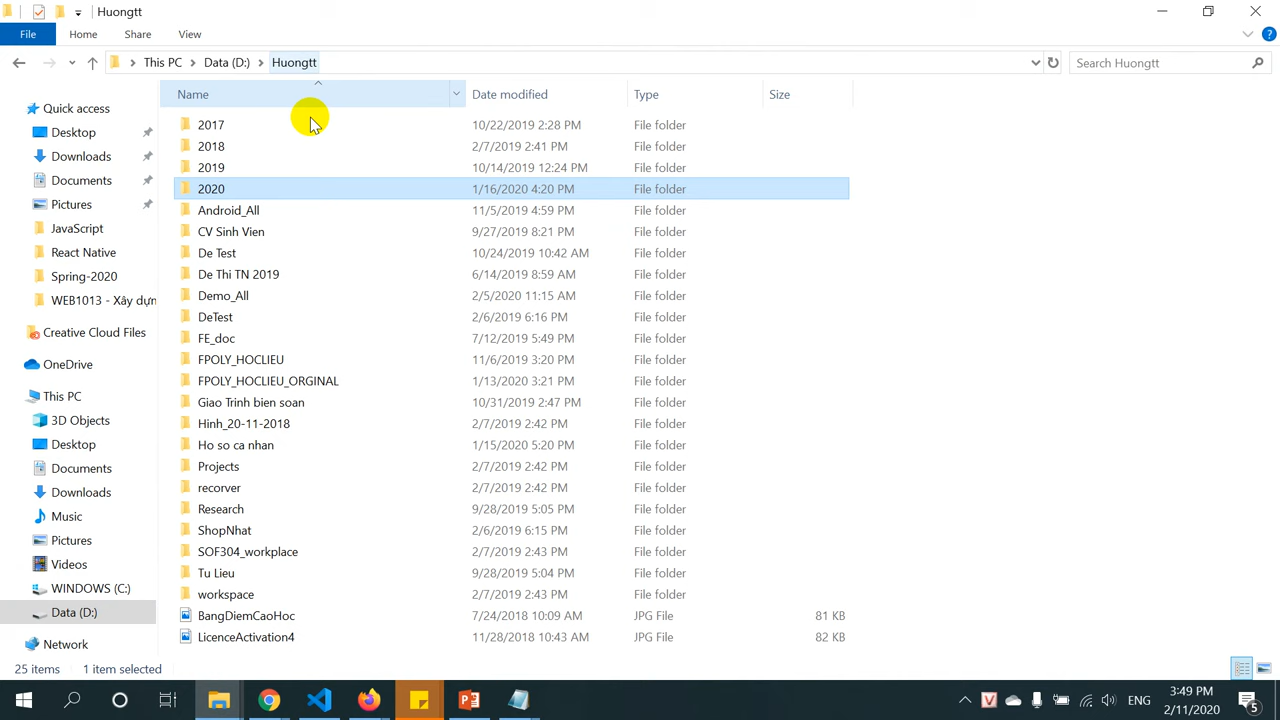 Huongtt
File Home Share View
This PC Data (D:) Huongtt Search Huongtt
Name Date modified Type Size
Quick access
Desktop
Downloads
Documents
Pictures
JavaScript
React Native
Spring-2020
WEB1013 - Xây dựn
Creative Cloud Files
OneDrive
This PC
3D Objects
Desktop
Documents
Downloads
Music
Pictures
Videos
WINDOWS (C:)
Data (D:)
Network
2017 10/22/2019 2:28 PM File folder
2018 2/7/2019 2:41 PM File folder
2019 10/14/2019 12:24 PM File folder
2020 1/16/2020 4:20 PM File folder
Android_All 11/5/2019 4:59 PM File folder
CV Sinh Vien 9/27/2019 8:21 PM File folder
De Test 10/24/2019 10:42 AM File folder
De Thi TN 2019 6/14/2019 8:59 AM File folder
Demo_All 2/5/2020 11:15 AM File folder
DeTest 2/6/2019 6:16 PM File folder
FE_doc 7/12/2019 5:49 PM File folder
FPOLY_HOCLIEU 11/6/2019 3:20 PM File folder
FPOLY_HOCLIEU_ORGINAL 1/13/2020 3:21 PM File folder
Giao Trinh bien soan 10/31/2019 2:47 PM File folder
Hinh_20-11-2018 2/7/2019 2:42 PM File folder
Ho so ca nhan 1/15/2020 5:20 PM File folder
Projects 2/7/2019 2:42 PM File folder
recorver 2/7/2019 2:42 PM File folder
Research 9/28/2019 5:05 PM File folder
ShopNhat 2/6/2019 6:15 PM File folder
SOF304_workplace 2/7/2019 2:43 PM File folder
Tu Lieu 9/28/2019 5:04 PM File folder
workspace 2/7/2019 2:43 PM File folder
BangDiemCaoHoc 7/24/2018 10:09 AM JPG File 81 KB
LicenceActivation4 11/28/2018 10:43 AM JPG File 82 KB
25 items 1 item selected
ENG
3:49 PM
2/11/2020
5